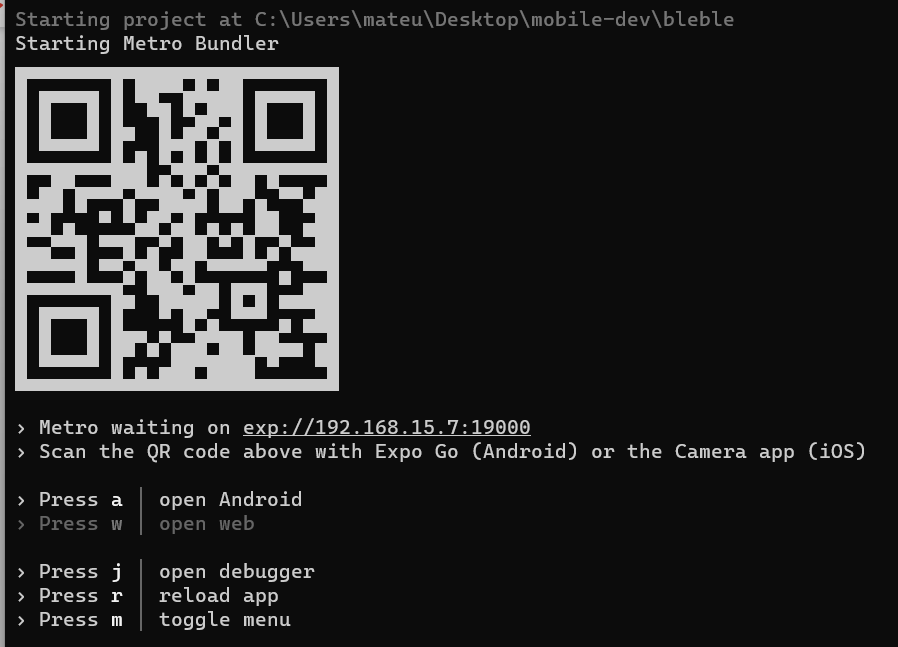 Starting project at C:\Users\mateu\Desktop\mobile-dev\bleble
Starting Metro Bundler
› Metro waiting on exp://192.168.15.7:19000
› Scan the QR code above with Expo Go (Android) or the Camera app (iOS)
› Press a │ open Android
› Press w │ open web
› Press j │ open debugger
› Press r │ reload app
› Press m │ toggle menu